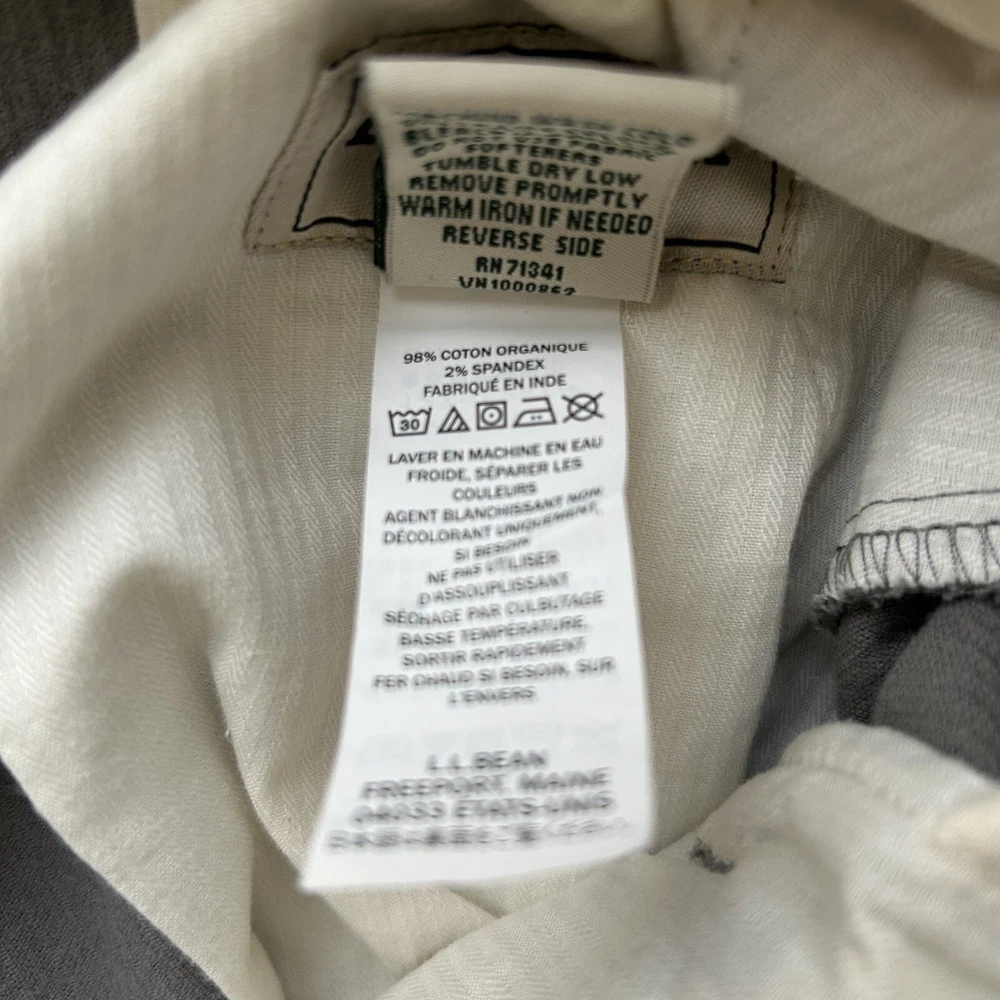 TUMBLE DRY LOW
REMOVE PROMPTLY
WARM IRON IF NEEDED
REVERSE SIDE
RN 71341
98% COTON ORGANIQUE
2% SPANDEX
FABRIQUÉ EN INDE
30
LAVER EN MACHINE EN EAU
FROIDE, SÉPARER LES
COULEURS
AGENT BLANCHISSANT NON
DÉCOLORANT UNIQUEMENT,
SI BESOIN
NE PAS UTILISER
D'ASSOUPLISSANT
SÉCHAGE PAR CULBUTAGE
BASSE TEMPÉRATURE,
SORTIR RAPIDEMENT
FER CHAUD SI BESOIN, SUR
L'ENVERS
L.L.BEAN
FREEPORT, MAINE
04033 ETATS-UNIS